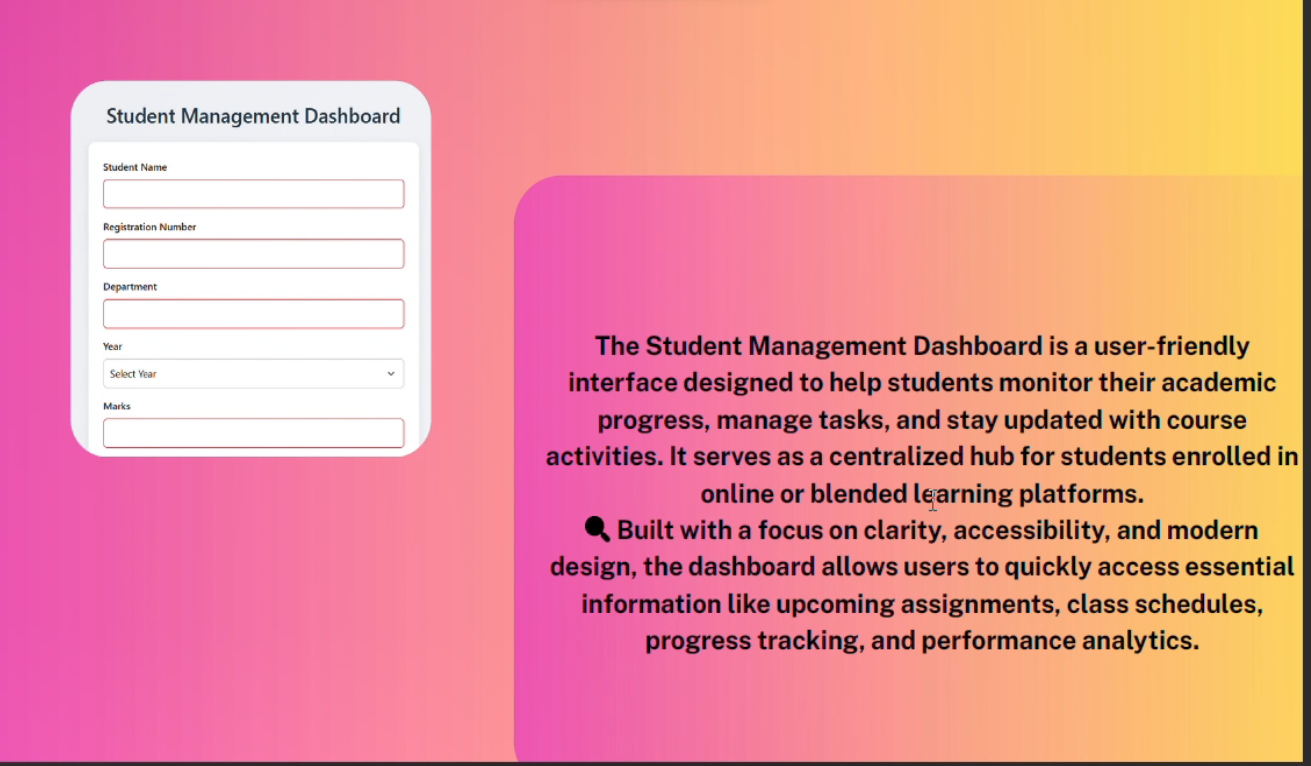 Student Management Dashboard
Student Name
Registration Number
Department
Year
Select Year
Marks
The Student Management Dashboard is a user-friendly
interface designed to help students monitor their academic
progress, manage tasks, and stay updated with course
activities. It serves as a centralized hub for students enrolled in
online or blended learning platforms.
🔍 Built with a focus on clarity, accessibility, and modern
design, the dashboard allows users to quickly access essential
information like upcoming assignments, class schedules,
progress tracking, and performance analytics.